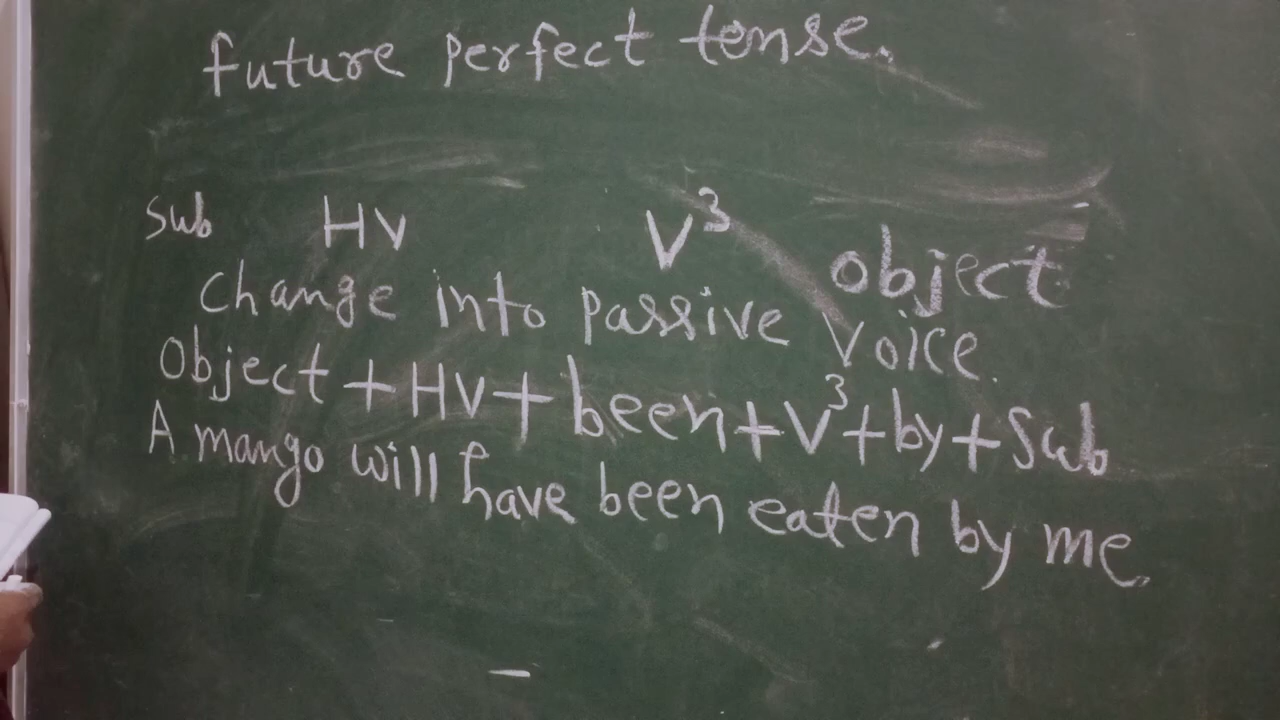 future perfect tense.
Sub HV V³ object
Change into passive Voice.
Object + HV + been + V³ + by + Sub
A mango will have been eaten by me.